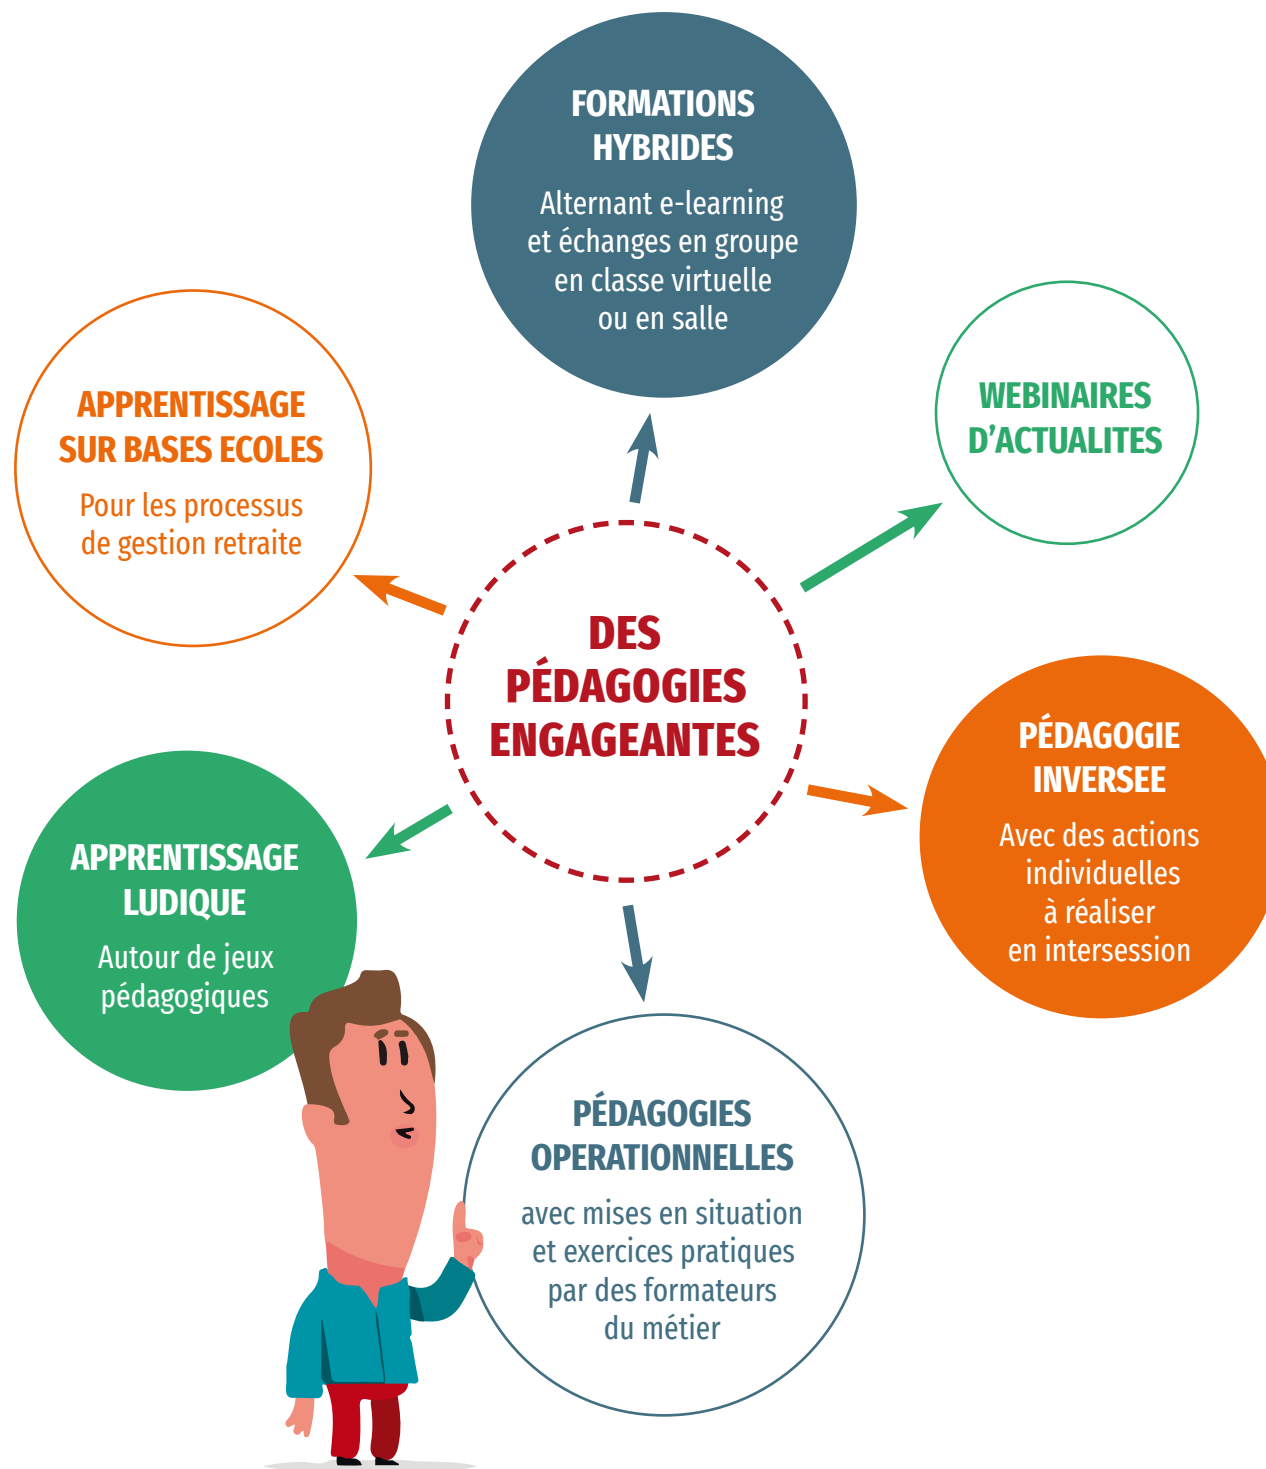 FORMATIONS
HYBRIDES
Alternant e-learning
et échanges en groupe
en classe virtuelle
ou en salle
WEBINAIRES
D'ACTUALITES
APPRENTISSAGE
SUR BASES ECOLES
Pour les processus
de gestion retraite
DES
PÉDAGOGIES
ENGAGEANTES
PÉDAGOGIE
INVERSEE
Avec des actions
individuelles
à réaliser
en intersession
APPRENTISSAGE
LUDIQUE
Autour de jeux
pédagogiques
PÉDAGOGIES
OPERATIONNELLES
avec mises en situation
et exercices pratiques
par des formateurs
du métier